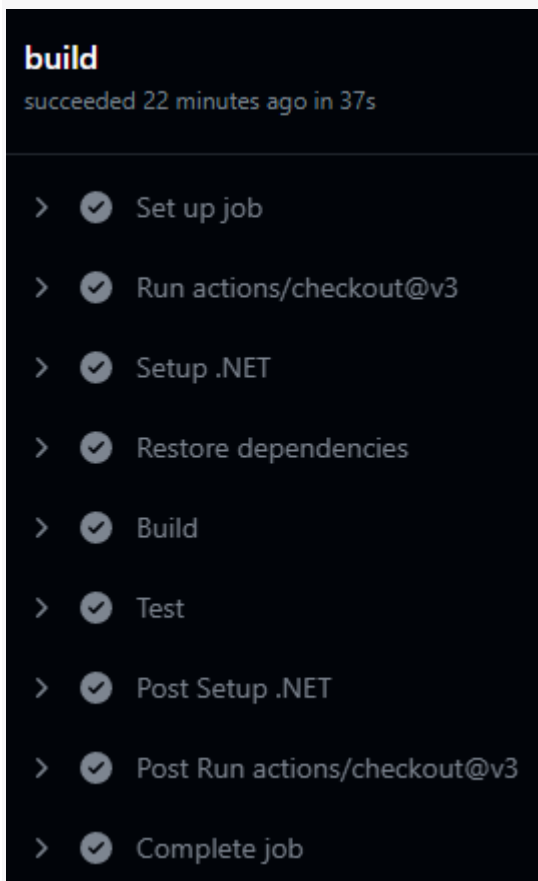 build
succeeded 22 minutes ago in 37s
Set up job
Run actions/checkout@v3
Setup .NET
Restore dependencies
Build
Test
Post Setup .NET
Post Run actions/checkout@v3
Complete job